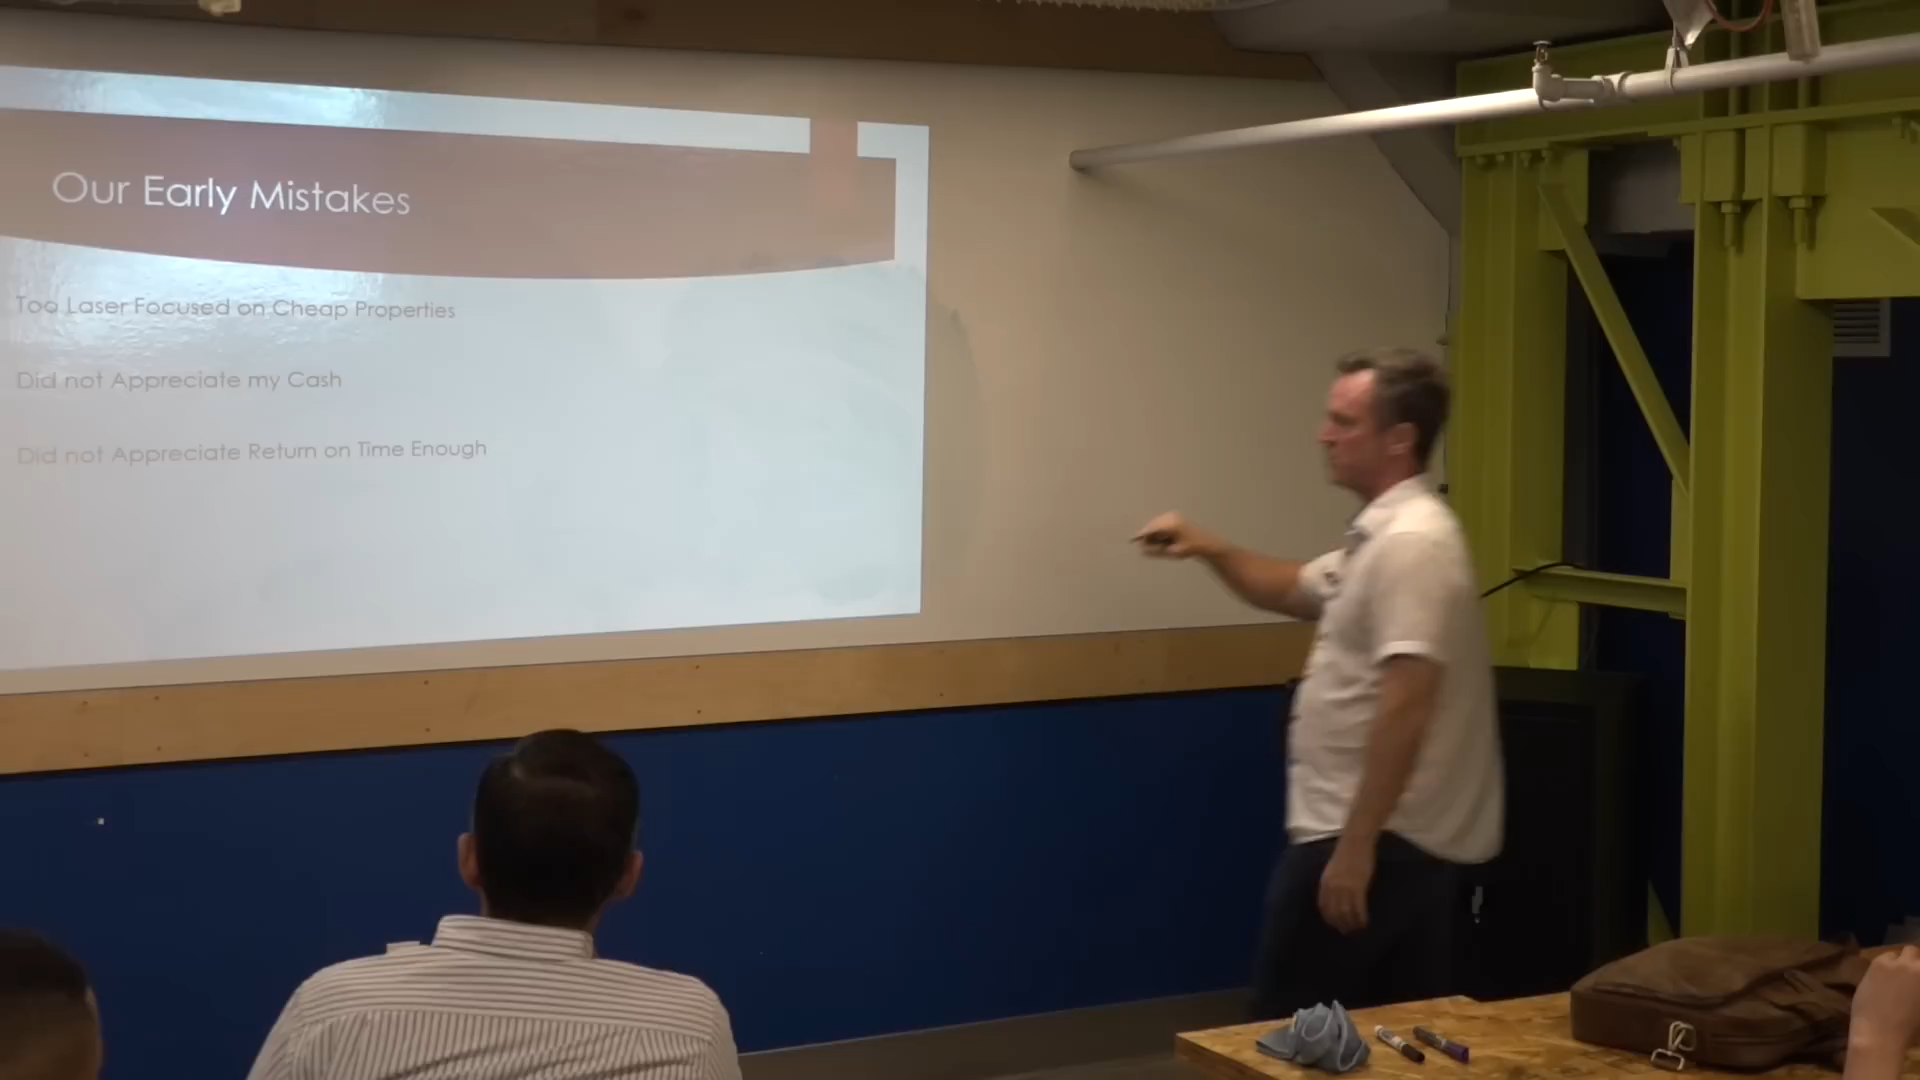 Our Early Mistakes
Too Laser Focused on Cheap Properties
Did not Appreciate my Cash
Did not Appreciate Return on Time Enough